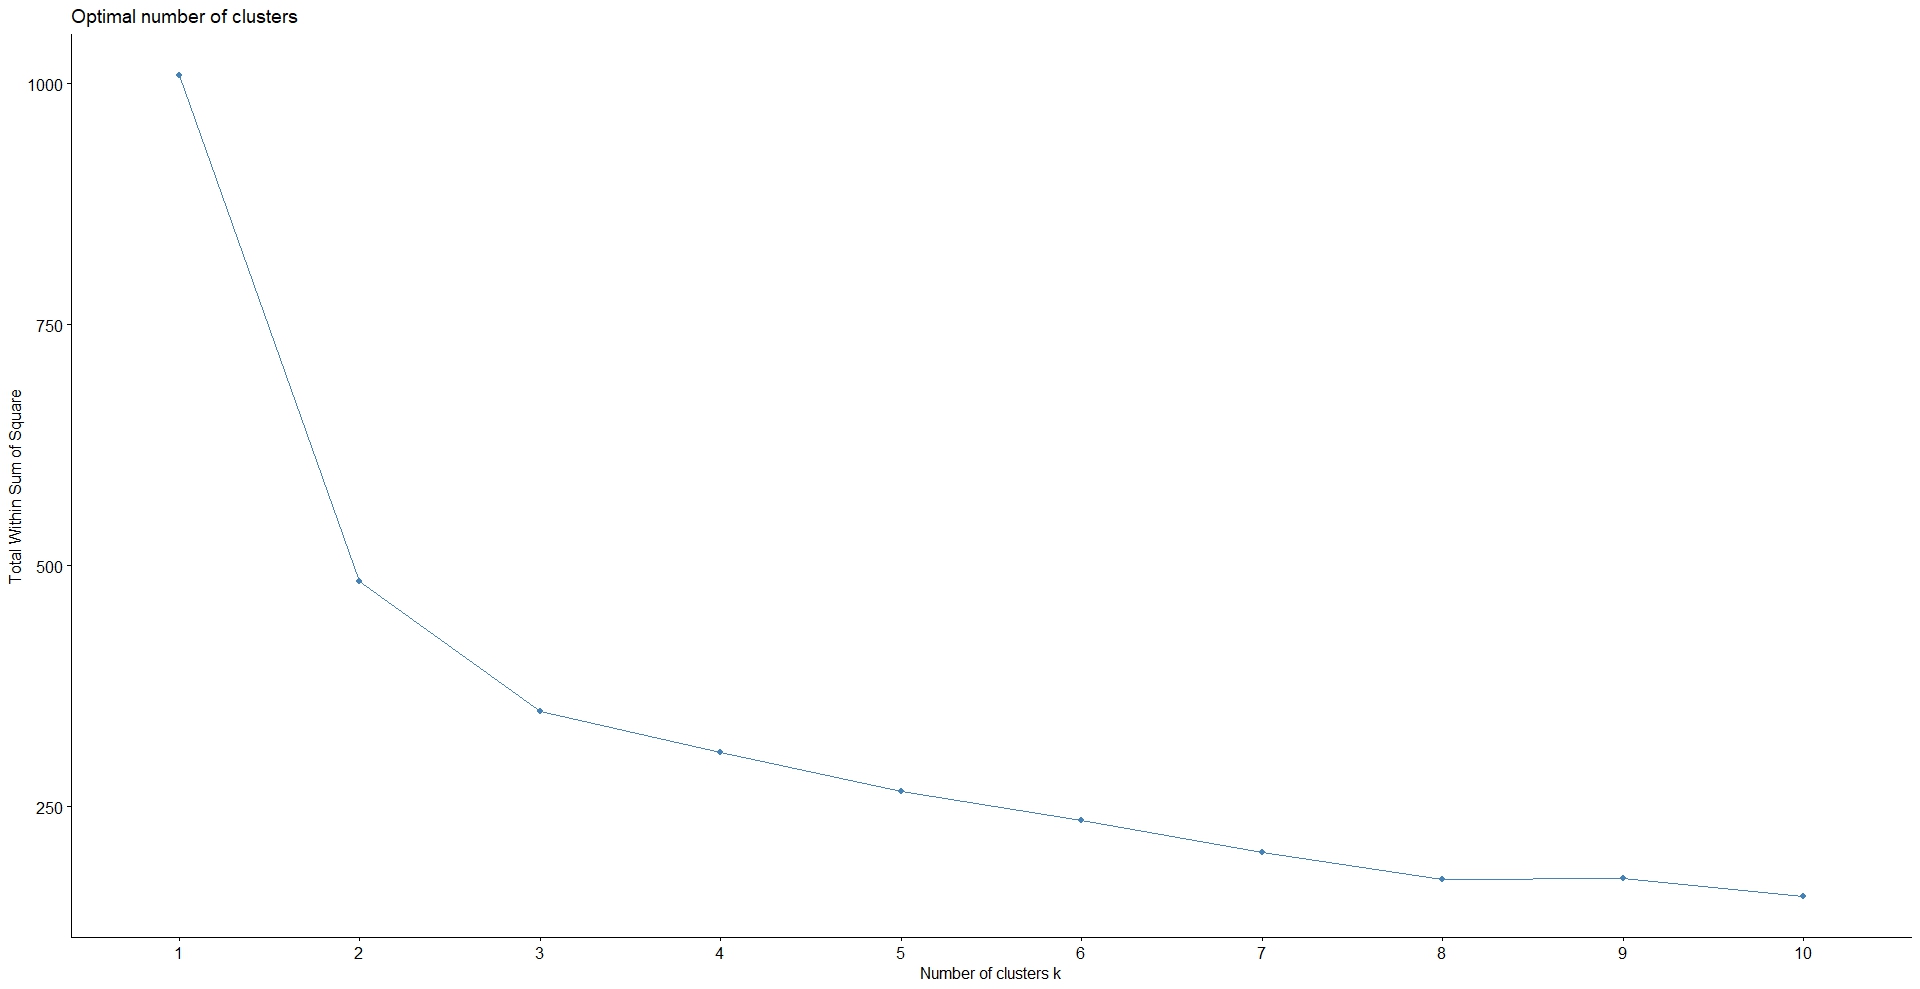 Optimal number of clusters
Total Within Sum of Square
1000
750
500
250
1 2 3 4 5 6 7 8 9 10
Number of clusters k